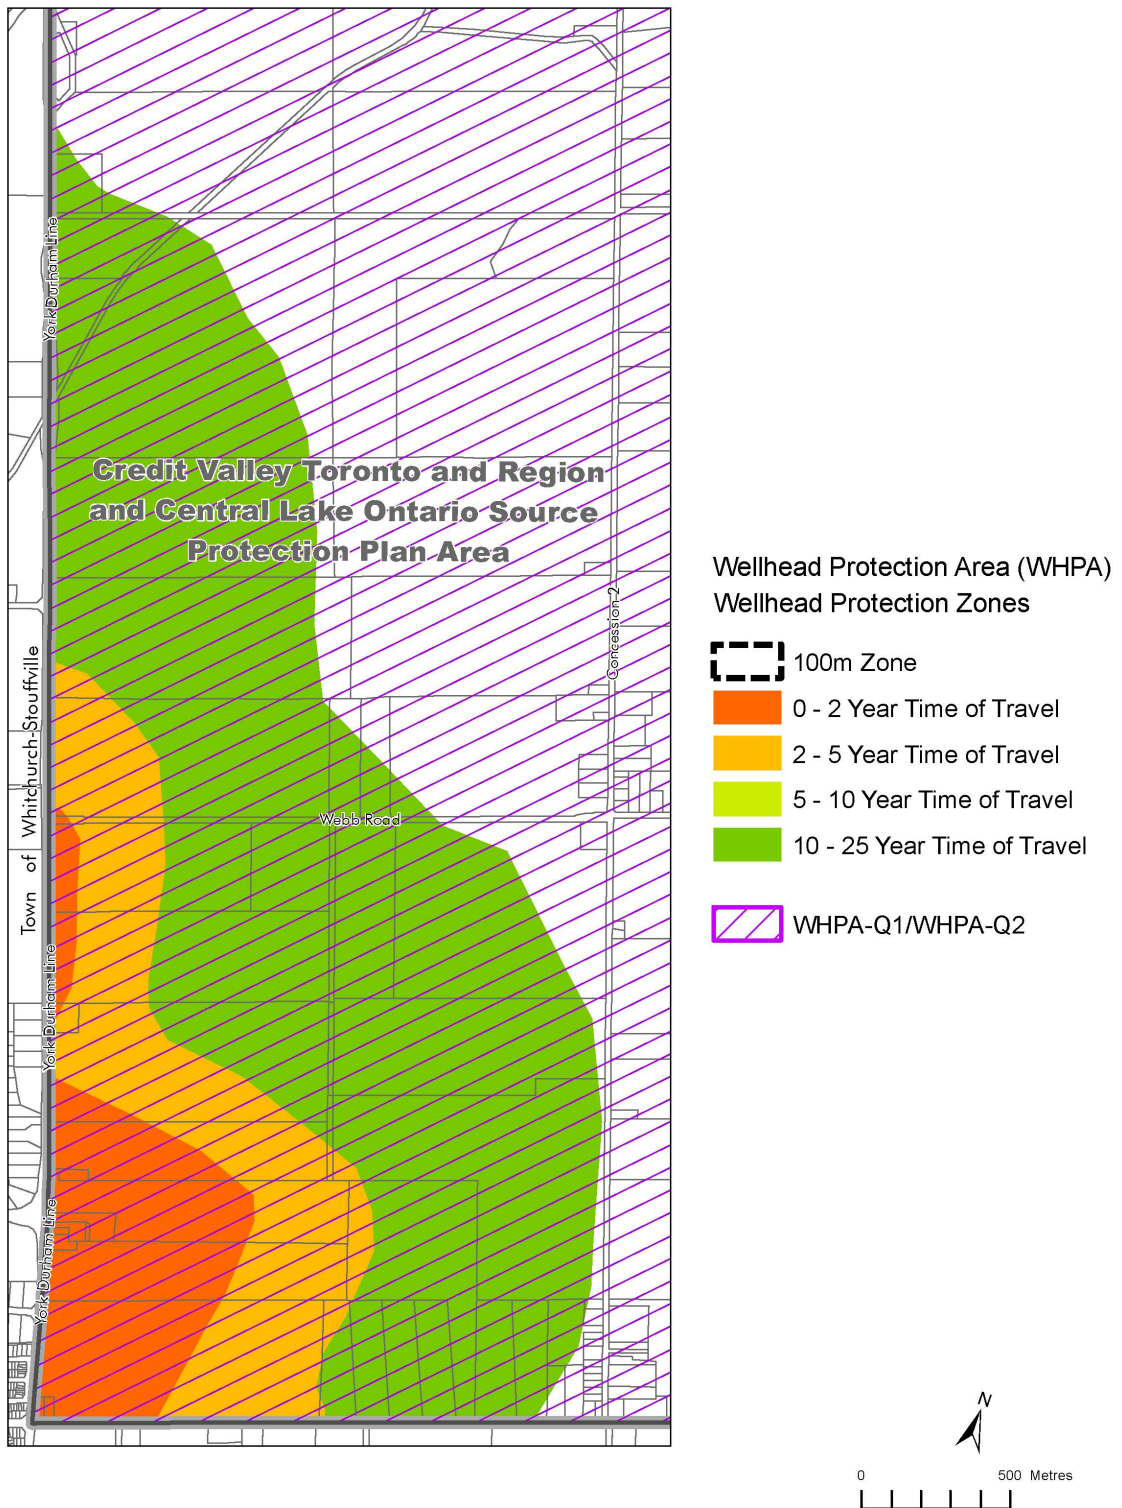 York Durham Line
Credit Valley Toronto and Region
and Central Lake Ontario Source
Protection Plan Area
Concession 2
Town of Whitchurch-Stouffville
Webb Road
York Durham Line
York Durham Line
Wellhead Protection Area (WHPA)
Wellhead Protection Zones
100m Zone
0 - 2 Year Time of Travel
2 - 5 Year Time of Travel
5 - 10 Year Time of Travel
10 - 25 Year Time of Travel
WHPA-Q1/WHPA-Q2
N
0 500 Metres